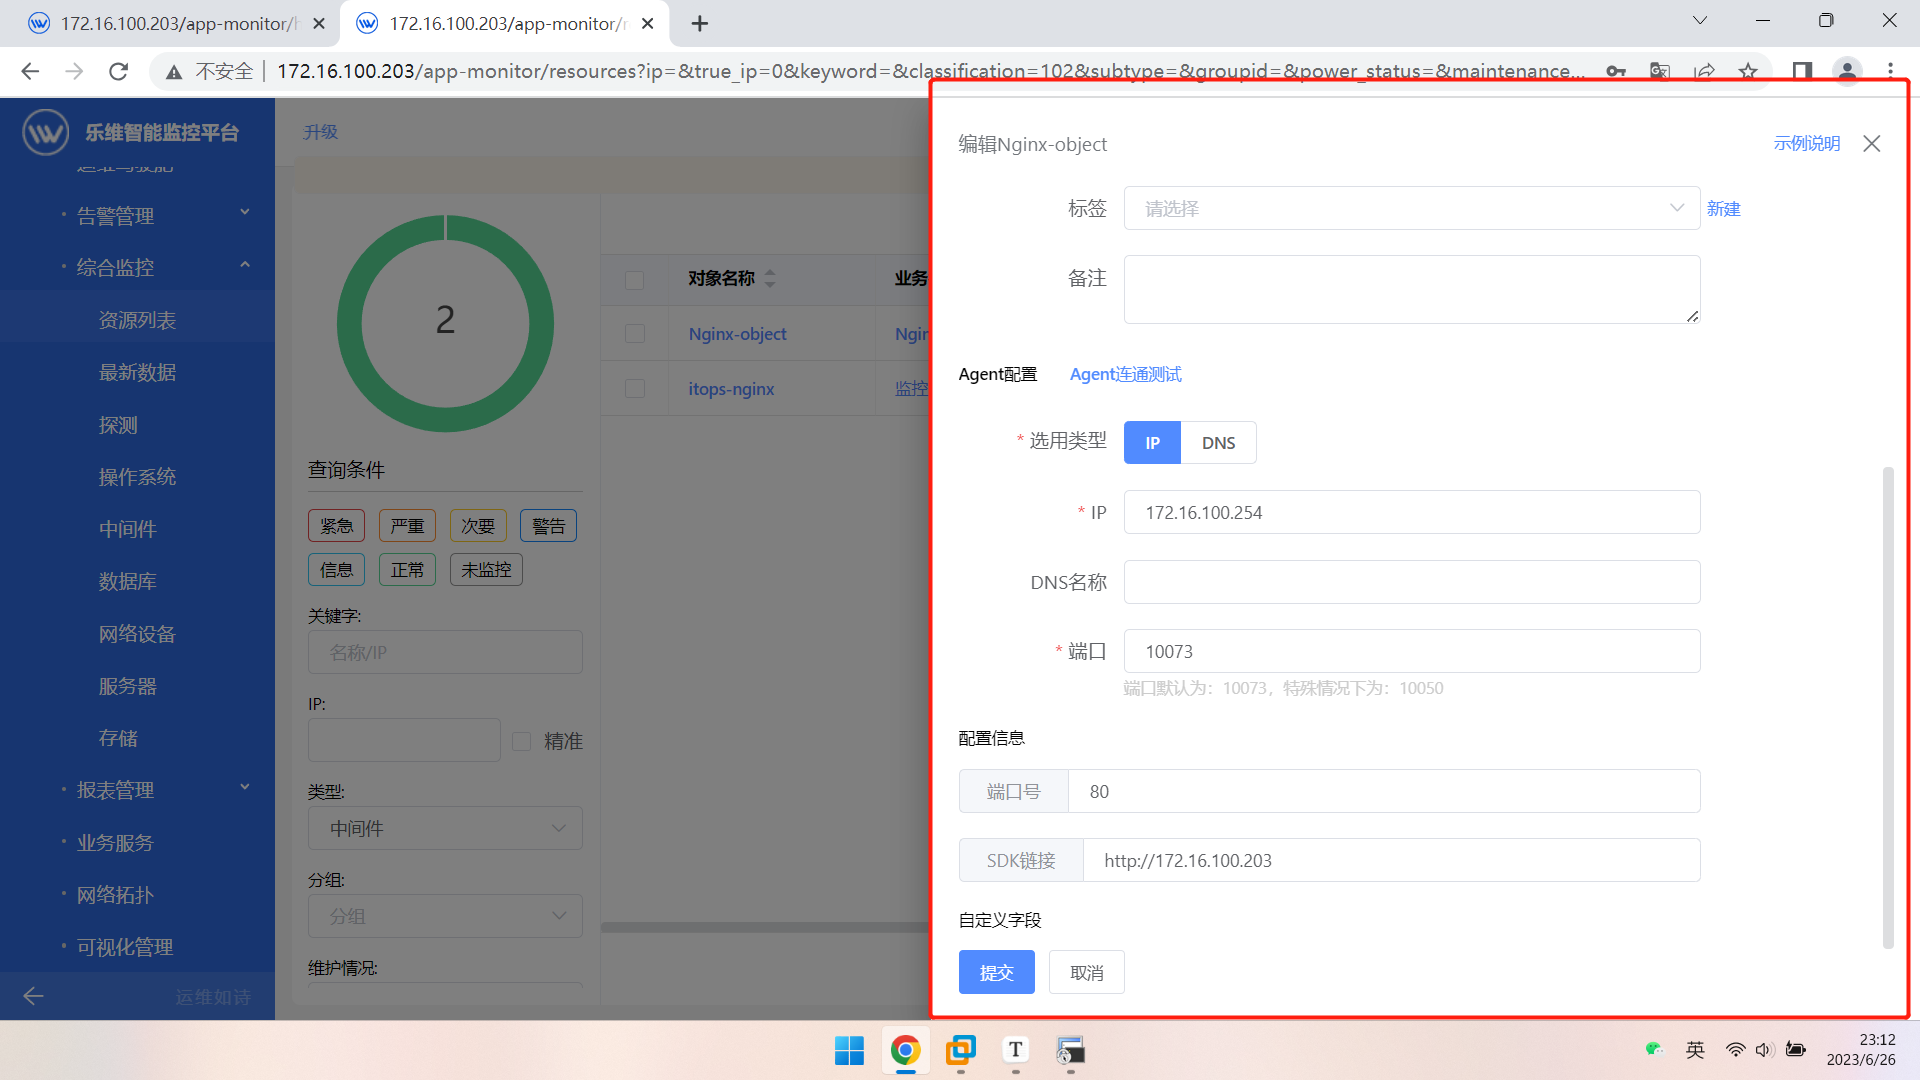 172.16.100.203/app-monitor/h
172.16.100.203/app-monitor/r
不安全
172.16.100.203/app-monitor/resources?ip=&true_ip=0&keyword=&classification=102&subtype=&groupid=&power_status=&maintenance...
乐维智能监控平台
运维驾驶舱
告警管理
综合监控
资源列表
最新数据
探测
操作系统
中间件
数据库
网络设备
服务器
存储
报表管理
业务服务
网络拓扑
可视化管理
运维如诗
升级
2
查询条件
紧急 严重 次要 警告
信息 正常 未监控
关键字:
名称/IP
IP:
精准
类型:
中间件
分组:
分组
维护情况:
对象名称 业务
Nginx-object Ngin
itops-nginx 监控
编辑Nginx-object 示例说明
标签 请选择 新建
备注
Agent配置 Agent连通测试
* 选用类型 IP DNS
* IP 172.16.100.254
DNS名称
* 端口 10073
端口默认为：10073，特殊情况下为：10050
配置信息
端口号 80
SDK链接 http://172.16.100.203
自定义字段
提交 取消
英
23:12
2023/6/26